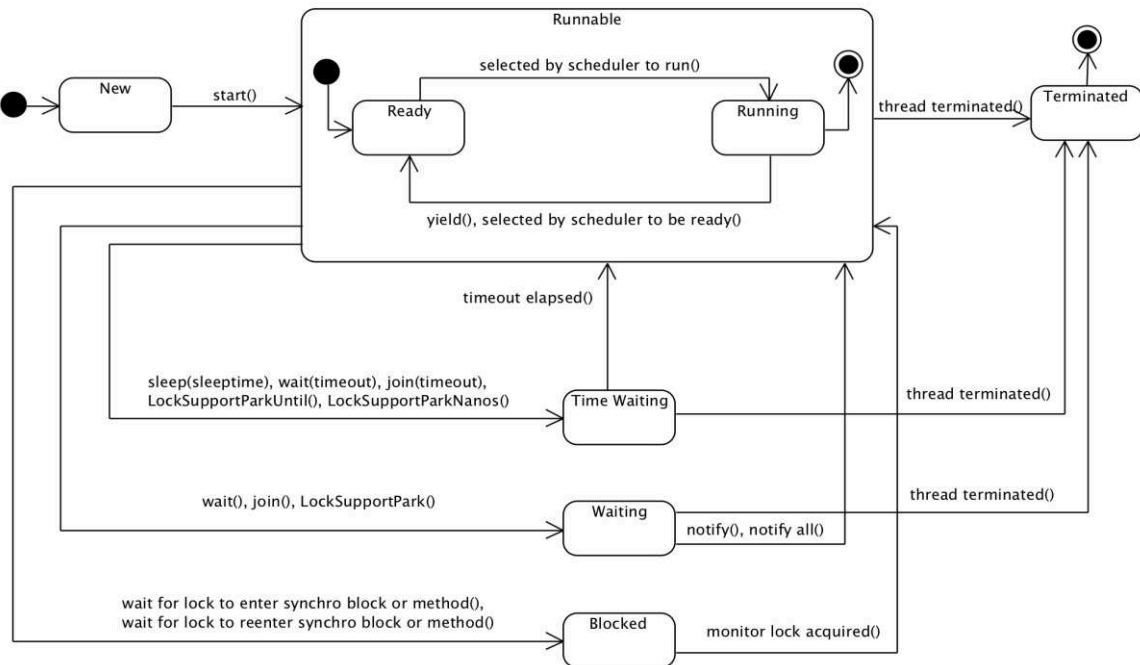 Runnable
selected by scheduler to run()
New
start()
Ready
Running
thread terminated()
Terminated
yield(), selected by scheduler to be ready()
timeout elapsed()
sleep(sleeptime), wait(timeout), join(timeout),
LockSupportParkUntil(), LockSupportParkNanos()
Time Waiting
thread terminated()
wait(), join(), LockSupportPark()
Waiting
thread terminated()
notify(), notify all()
wait for lock to enter synchro block or method(),
wait for lock to reenter synchro block or method()
Blocked
monitor lock acquired()